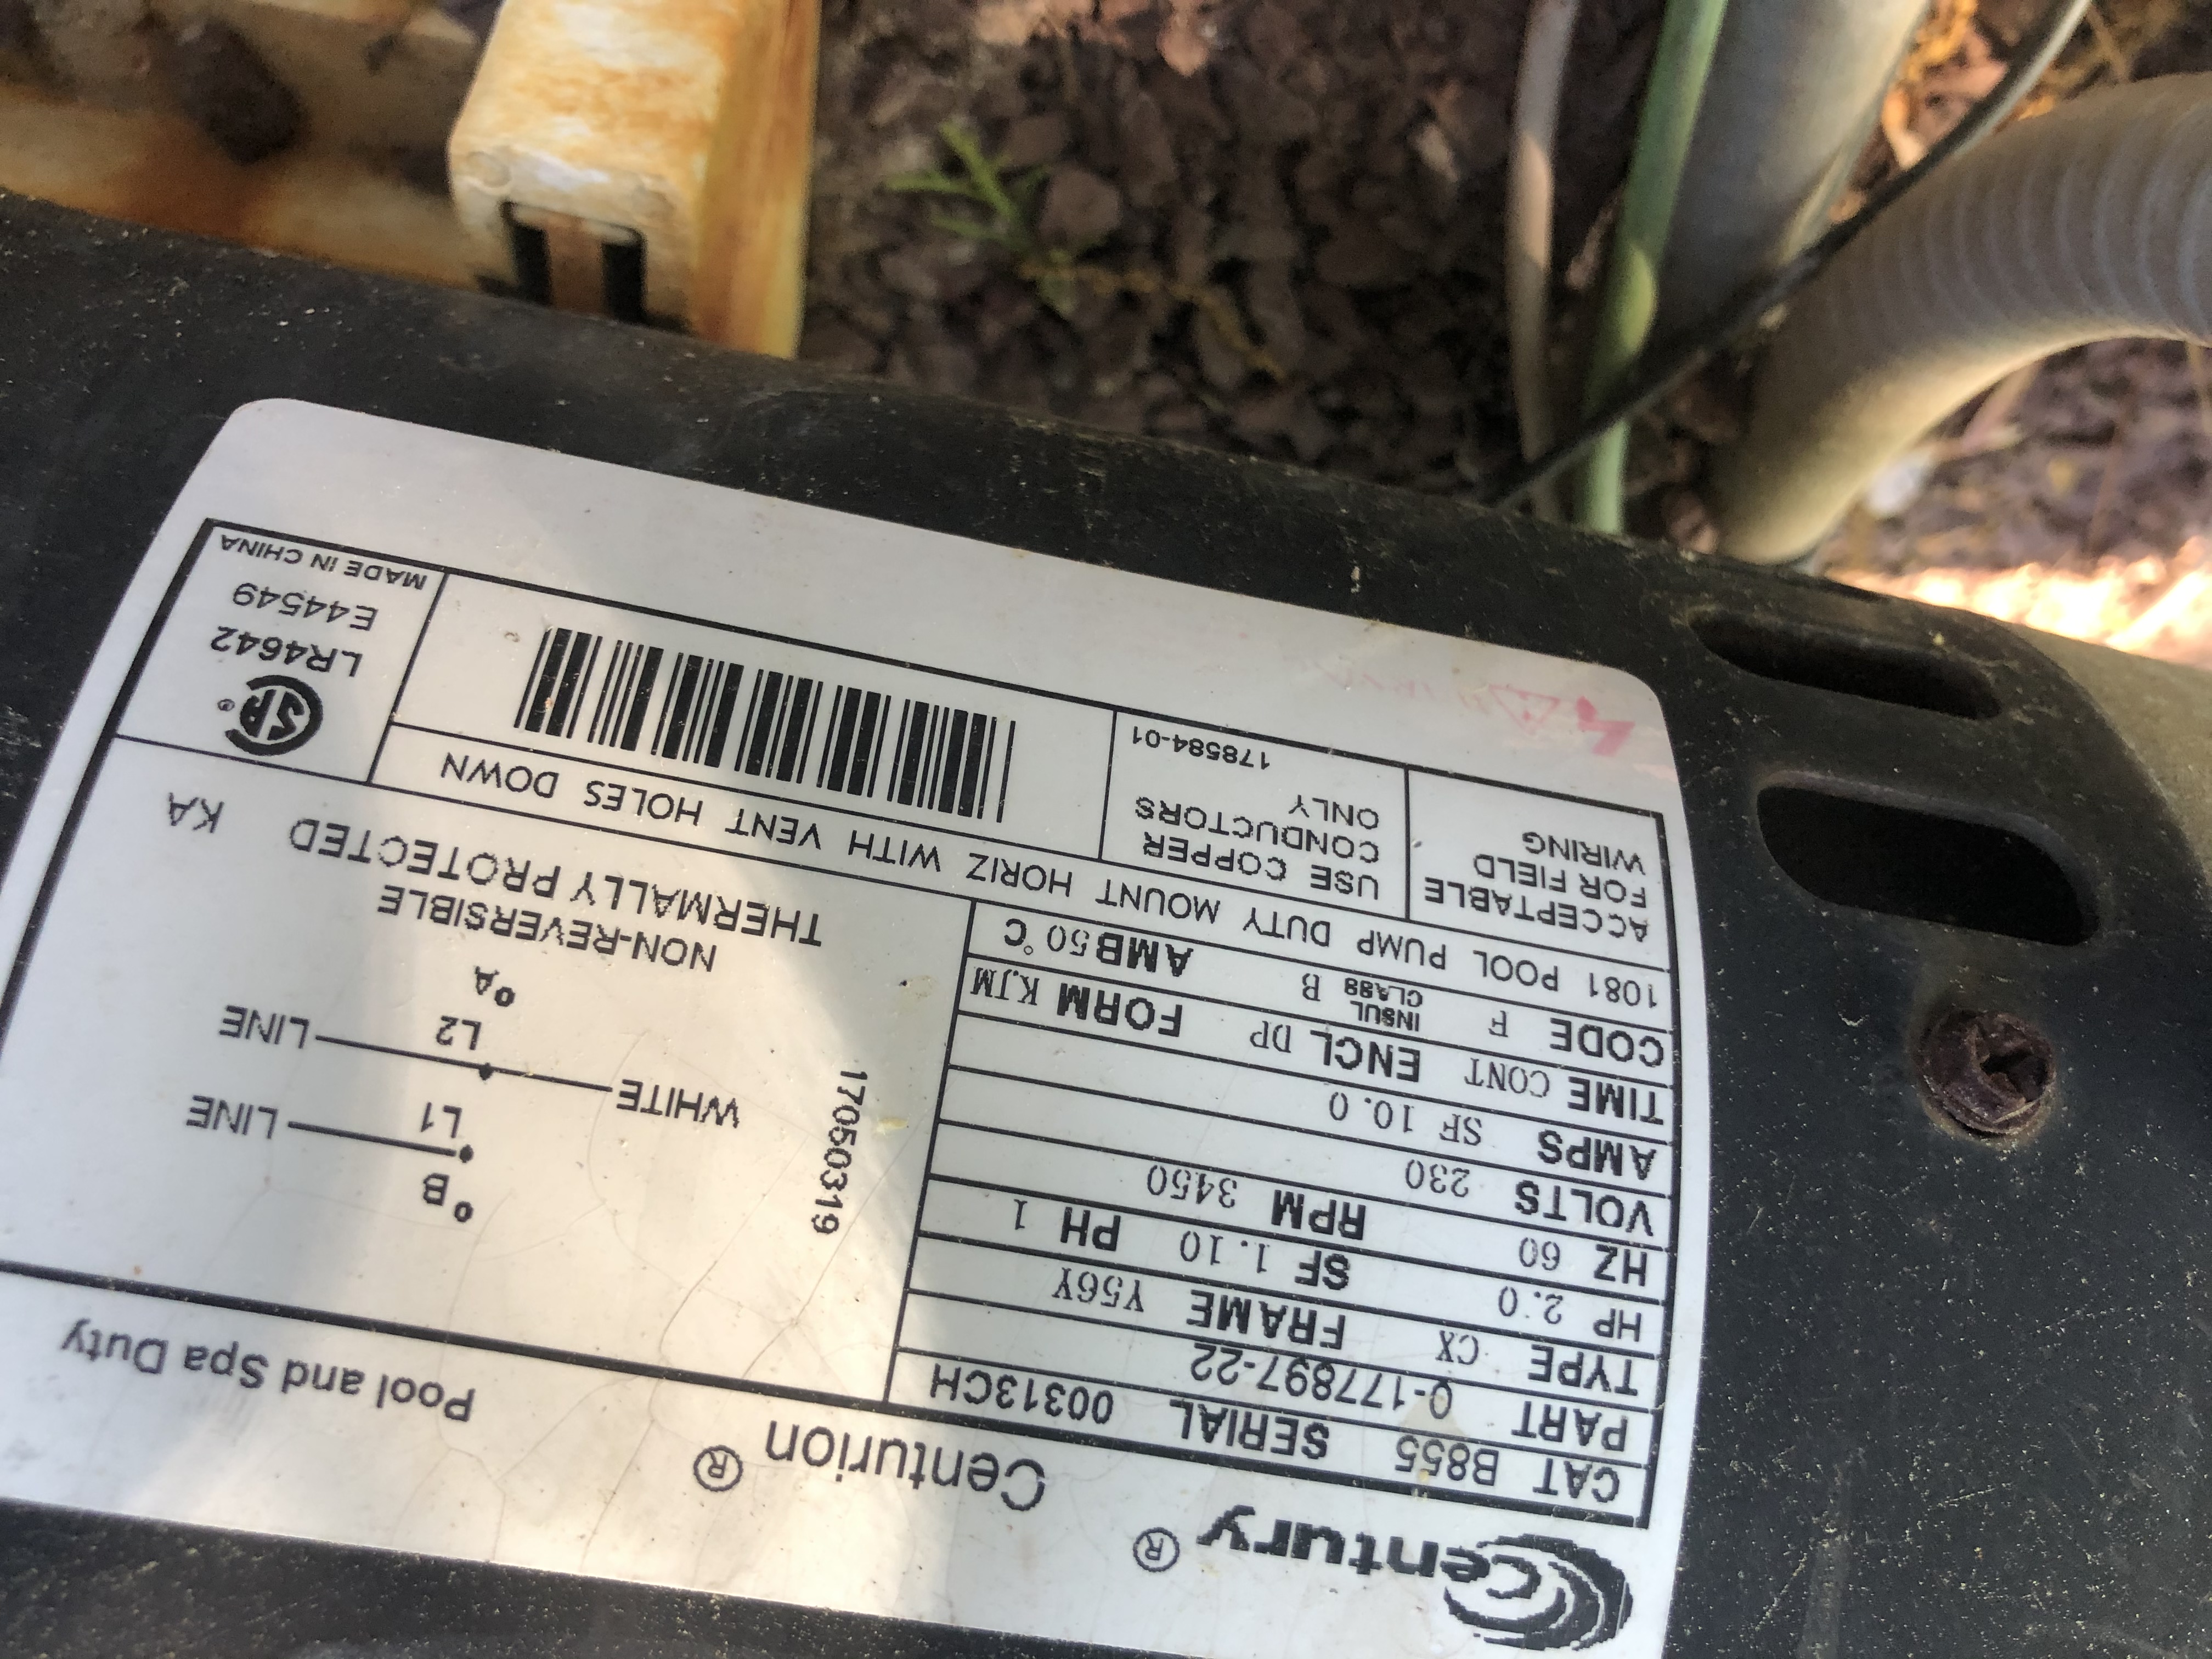 Century ®
Centurion ®
Pool and Spa Duty
CAT B855 SERIAL 00313CH
PART 0-177897-22
TYPE CX FRAME Y56Y
HP 2.0 SF 1.10 PH 1
HZ 60 RPM 3450
VOLTS 230
AMPS SF 10.0
TIME CONT ENCL DP FORM KJM
CODE F INSUL CLASS B AMB 50°C
1081 POOL PUMP DUTY MOUNT HORIZ WITH VENT HOLES DOWN
ACCEPTABLE
FOR FIELD
WIRING
USE COPPER
CONDUCTORS
ONLY
178584-01
17050319
B
L1 LINE
WHITE L2 LINE
A
NON-REVERSIBLE
THERMALLY PROTECTED KA
SA ®
LR4642
E44549
MADE IN CHINA